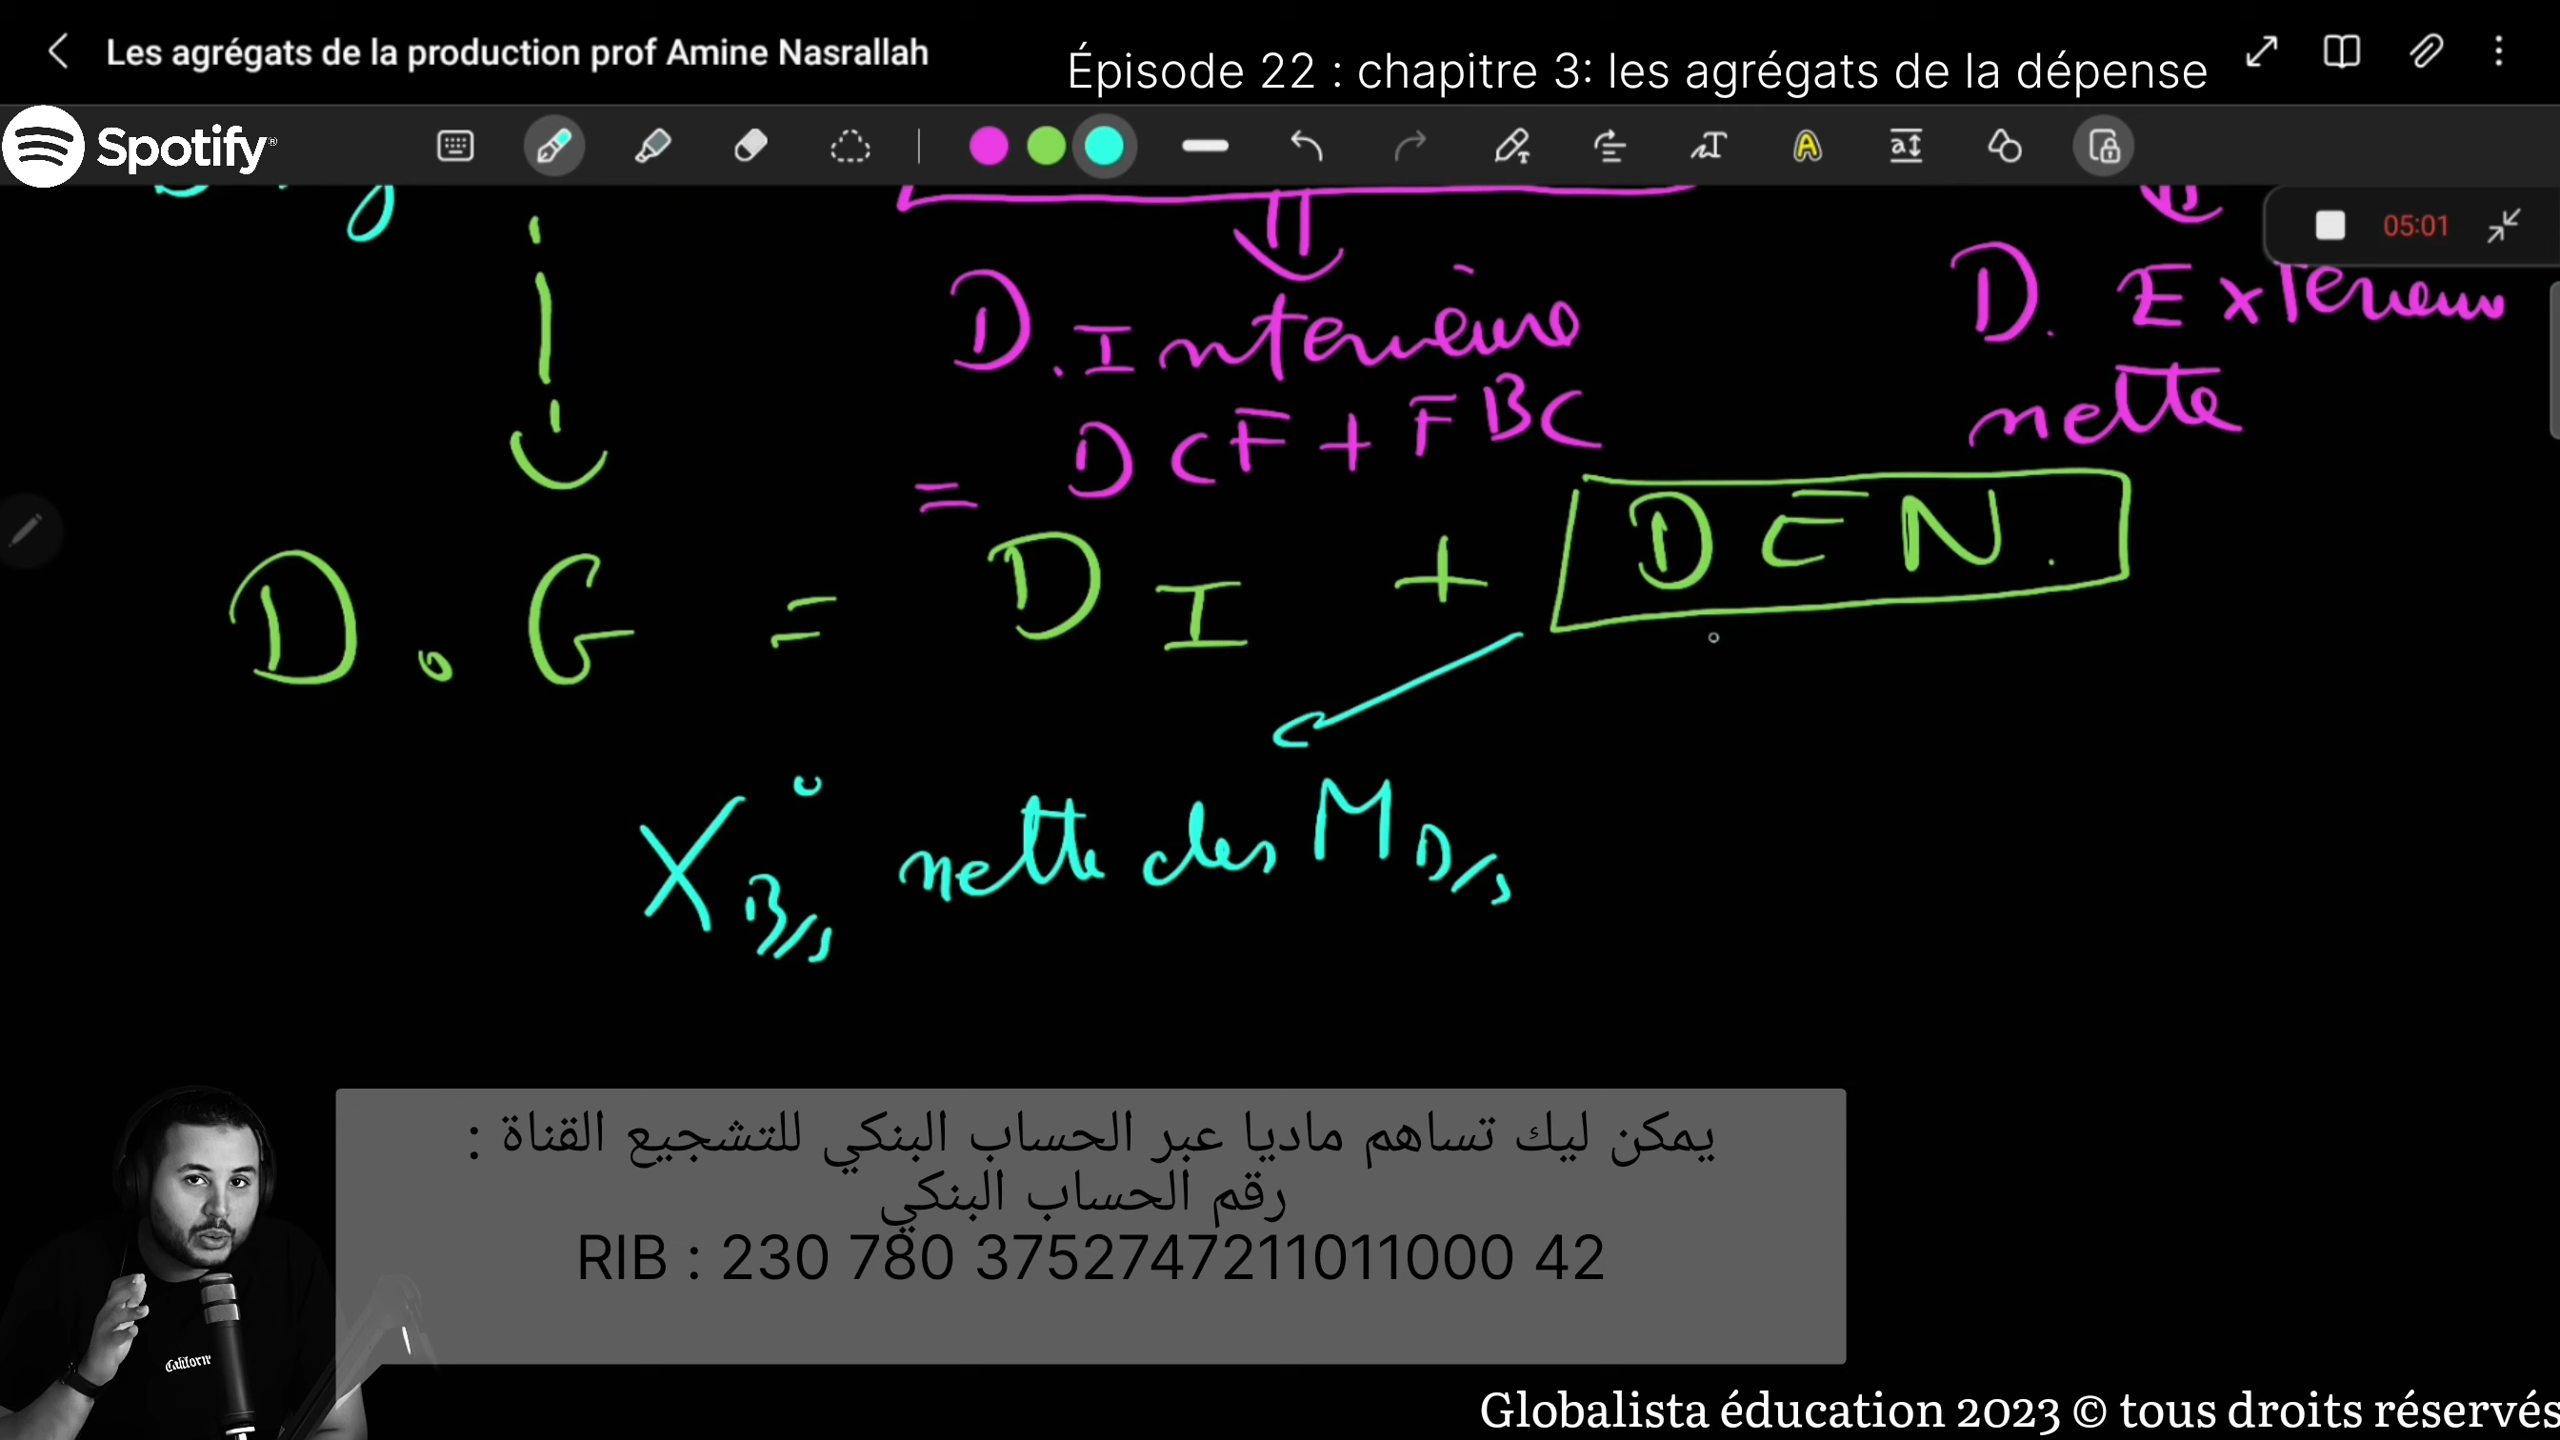 Les agrégats de la production prof Amine Nasrallah
Épisode 22 : chapitre 3: les agrégats de la dépense
Spotify®
05:01
D. Intérieure
D. Extérieure
nette
= DCF + FBC
D.G = DI + DEN.
X° B/s nette des M B/s
يمكن ليك تساهم ماديا عبر الحساب البنكي للتشجيع القناة :
رقم الحساب البنكي
RIB : 230 780 3752747211011000 42
Globalista éducation 2023 © tous droits réservés